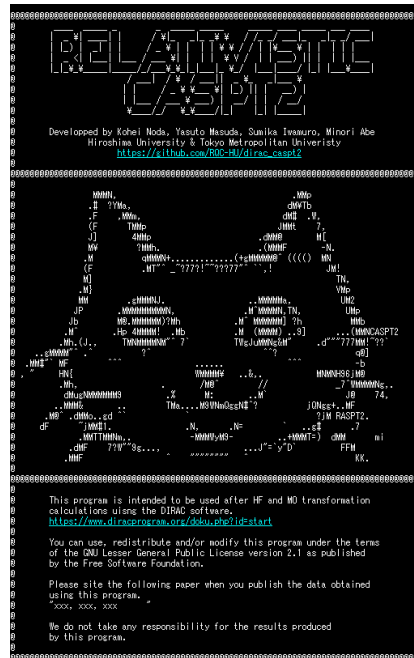 RELATIVISTIC
CASPT2
Developped by Kohei Noda, Yasuto Masuda, Sumika Iwamuro, Minori Abe
Hiroshima University & Tokyo Metropolitan Univeristy
https://github.com/RQC-HU/dirac_caspt2
This program is intended to be used after HF and MO transformation
calculations uisng the DIRAC software.
https://www.diracprogram.org/doku.php?id=start
You can use, redistribute and/or modify this program under the terms
of the GNU Lesser General Public License version 2.1 as published
by the Free Software Foundation.
Please site the following paper when you publish the data obtained
using this program.
"xxx, xxx, xxx "
We do not take any responsibility for the results produced
by this program.